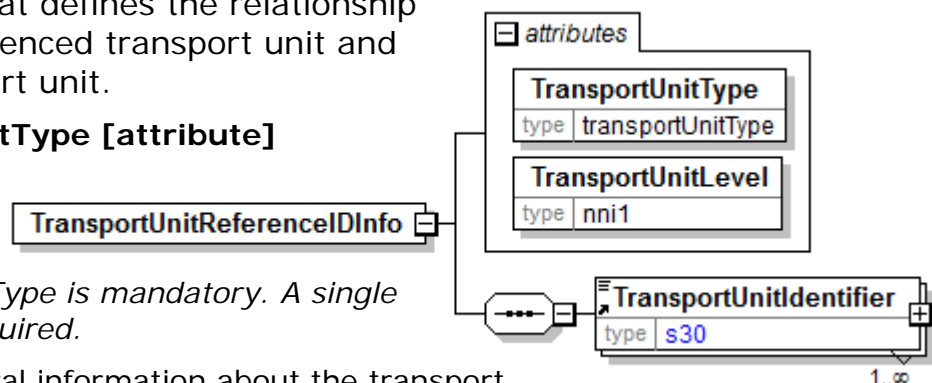 at defines the relationship
enced transport unit and
rt unit.
tType [attribute]
Type is mandatory. A single
uired.
al information about the transport
attributes
TransportUnitType
type transportUnitType
TransportUnitLevel
type nni1
TransportUnitReferenceIDInfo
TransportUnitIdentifier
type s30
1..∞